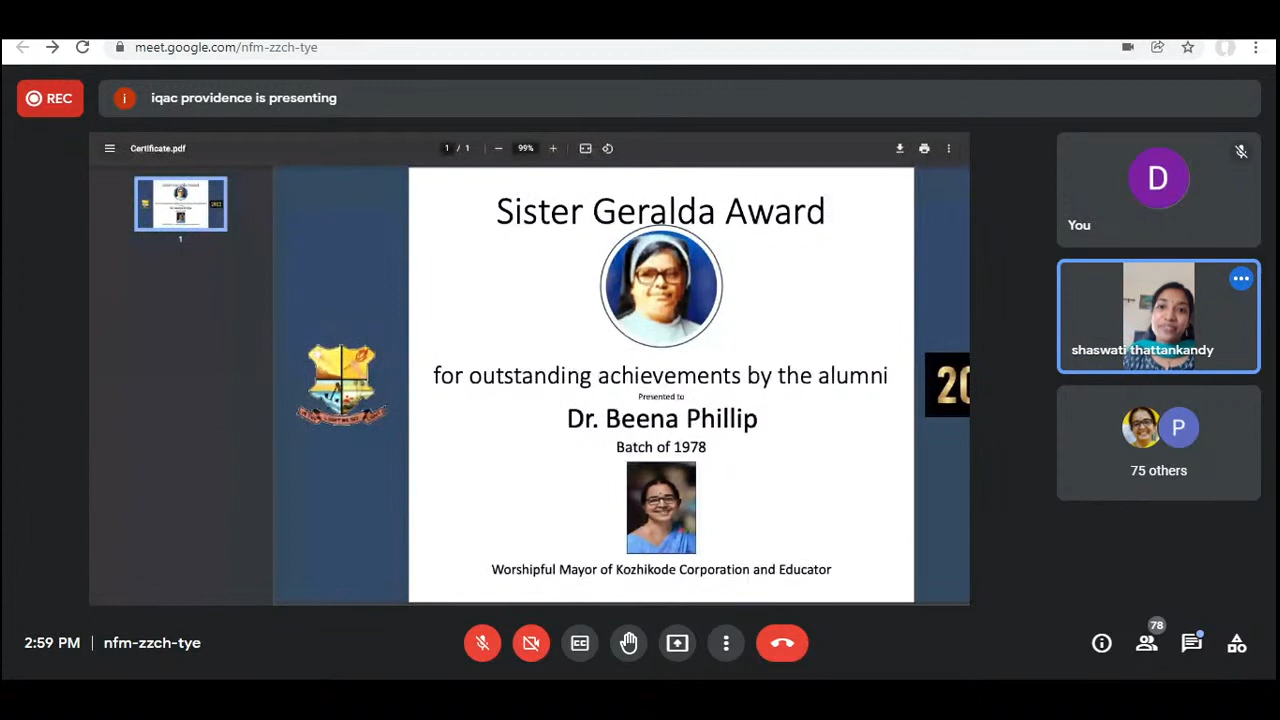 meet.google.com/nfm-zzch-tye
REC
i
iqac providence is presenting
Certificate.pdf
1 / 1
99%
Sister Geralda Award
for outstanding achievements by the alumni
Presented to
Dr. Beena Phillip
Batch of 1978
Worshipful Mayor of Kozhikode Corporation and Educator
20
2022
1
D
You
shaswati thattankandy
P
75 others
2:59 PM | nfm-zzch-tye
CC
78